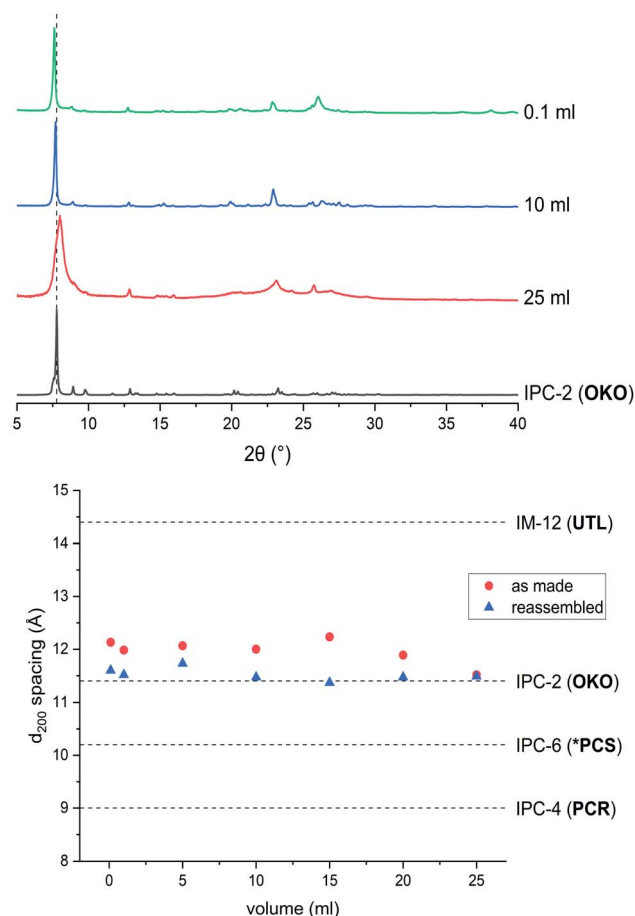 0.1 ml
10 ml
25 ml
IPC-2 (OKO)
5 10 15 20 25 30 35 40
2θ (°)
15
14
13
12
11
10
9
8
d200 spacing (Å)
IM-12 (UTL)
as made
reassembled
IPC-2 (OKO)
IPC-6 (*PCS)
IPC-4 (PCR)
0 5 10 15 20 25
volume (ml)